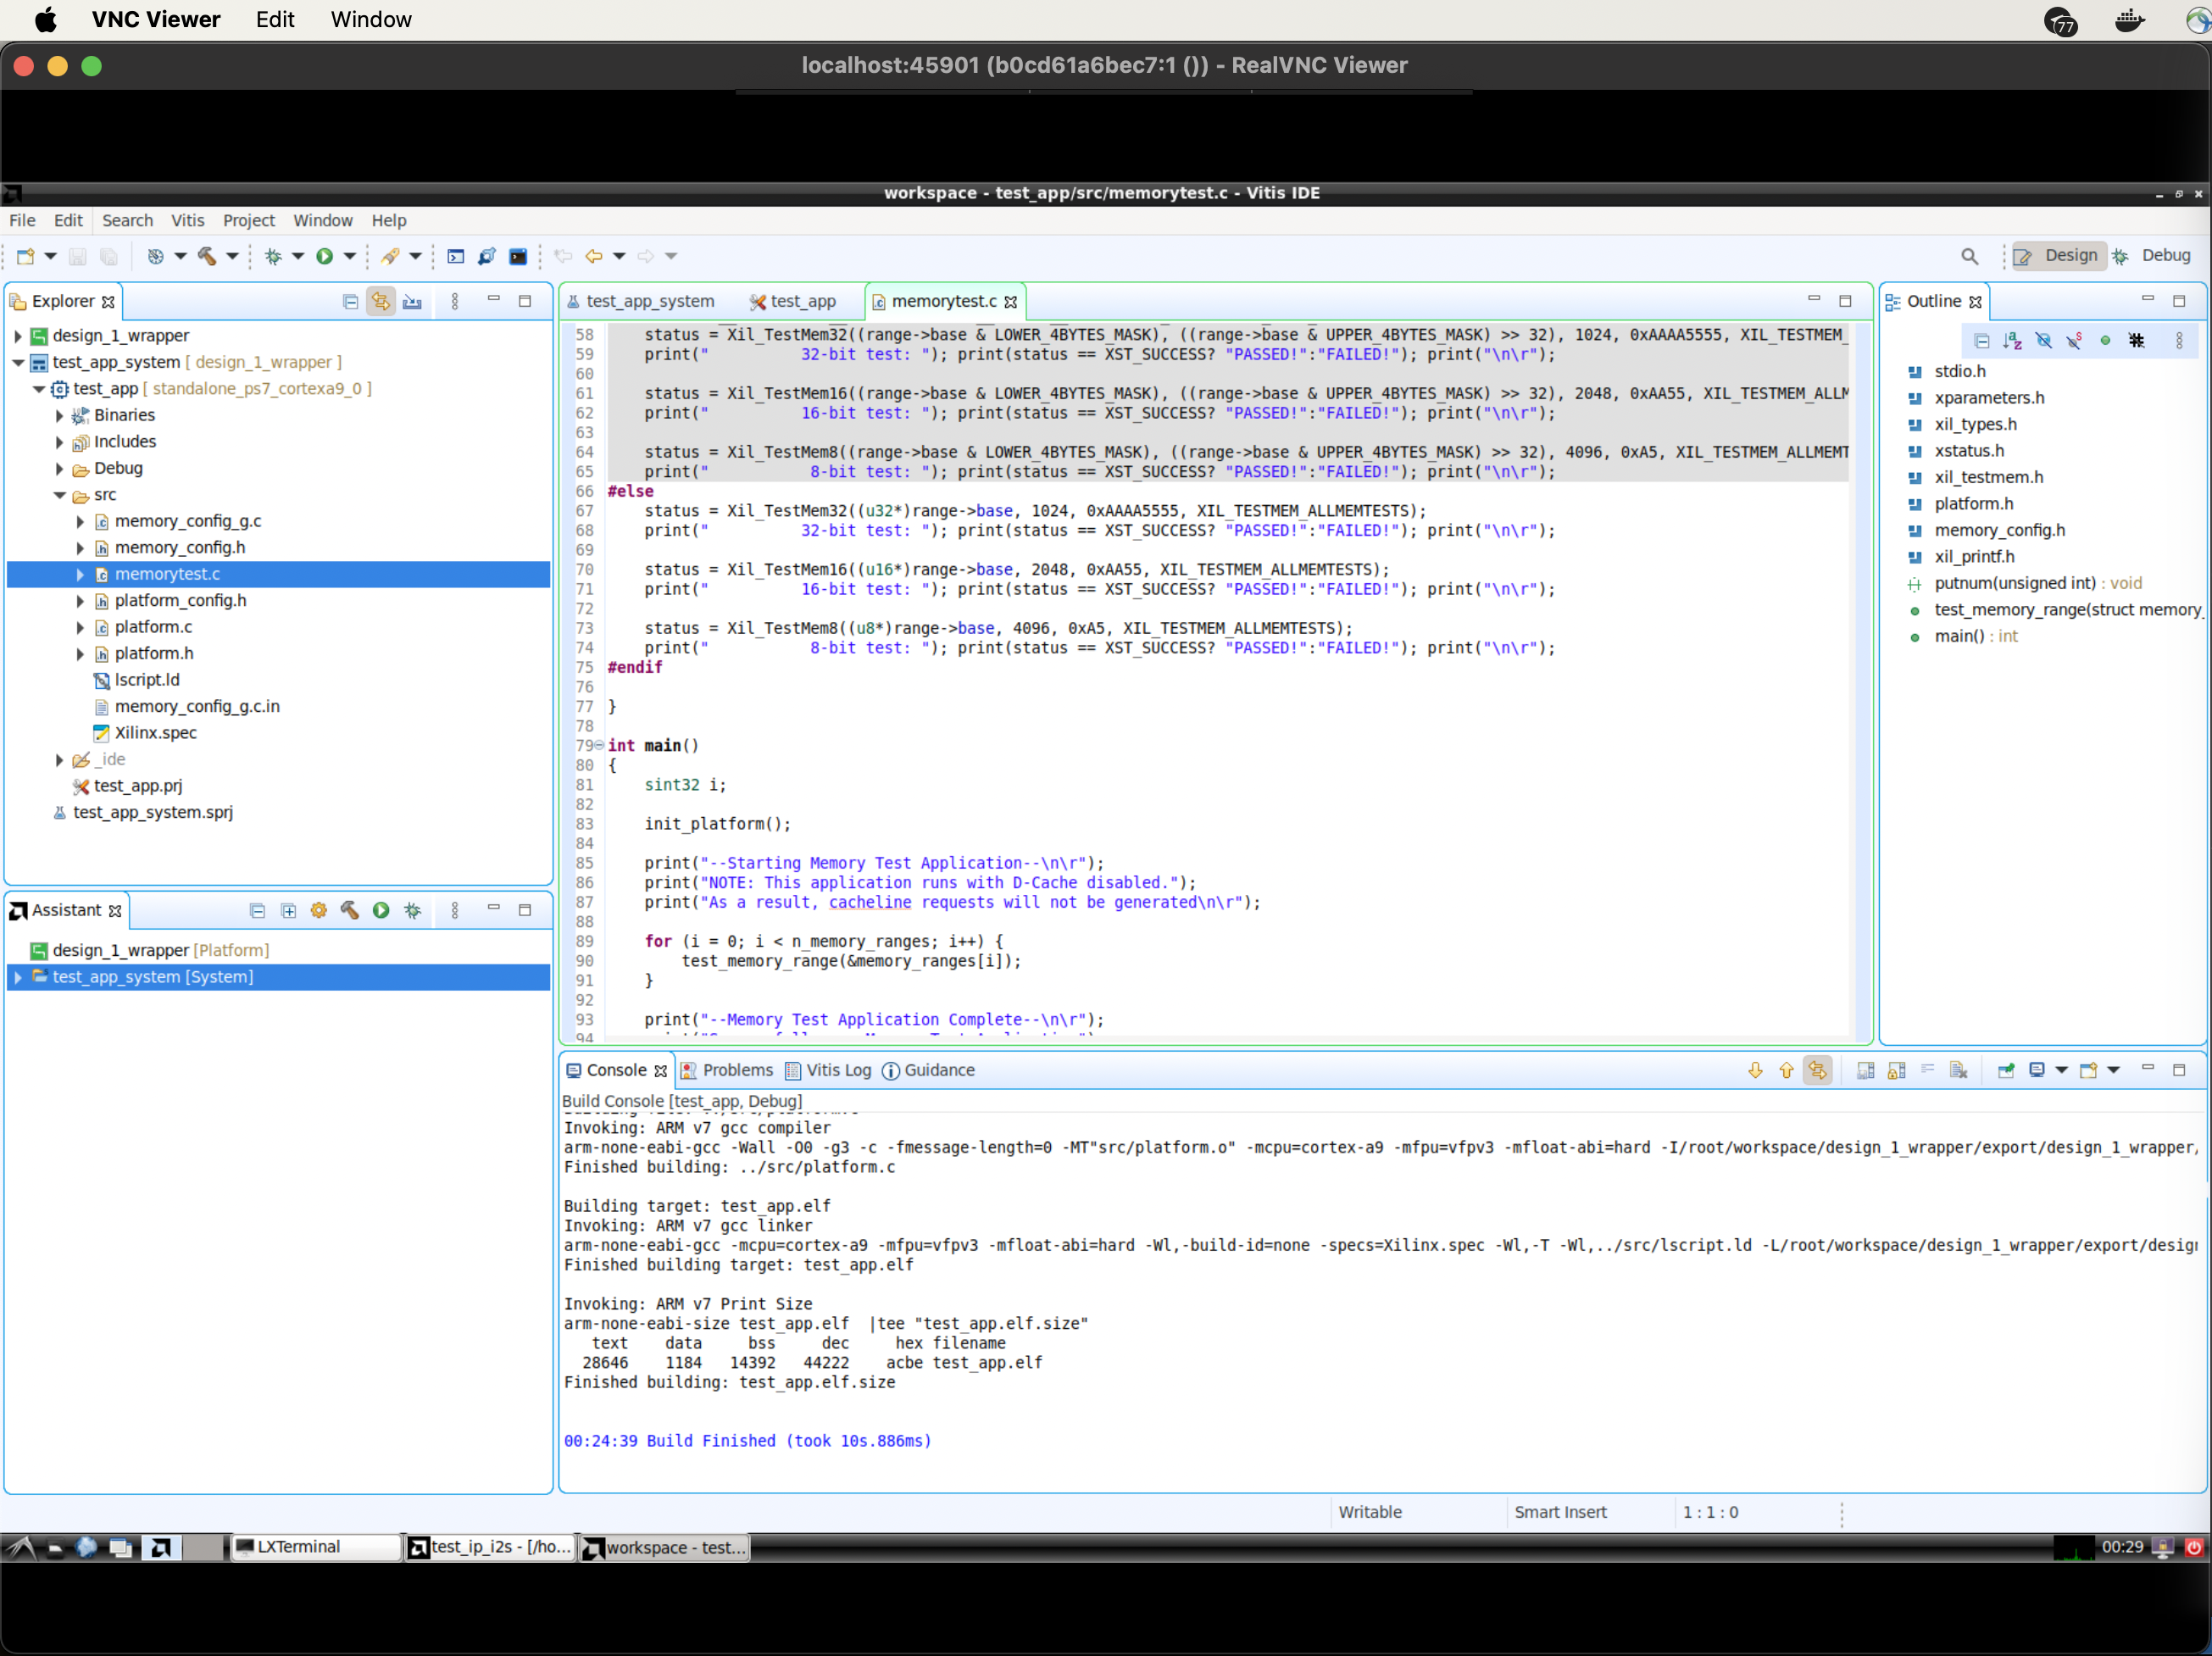 VNC Viewer Edit Window 77
localhost:45901 (b0cd61a6bec7:1 ()) - RealVNC Viewer
workspace - test_app/src/memorytest.c - Vitis IDE
File Edit Search Vitis Project Window Help
Design Debug
Explorer
design_1_wrapper
test_app_system [ design_1_wrapper ]
test_app [ standalone_ps7_cortexa9_0 ]
Binaries
Includes
Debug
src
memory_config_g.c
memory_config.h
memorytest.c
platform_config.h
platform.c
platform.h
lscript.ld
memory_config_g.c.in
Xilinx.spec
_ide
test_app.prj
test_app_system.sprj
Assistant
design_1_wrapper [Platform]
test_app_system [System]
test_app_system test_app memorytest.c
58 status = Xil_TestMem32((range->base & LOWER_4BYTES_MASK), ((range->base & UPPER_4BYTES_MASK) >> 32), 1024, 0xAAAA5555, XIL_TESTMEM_
59 print("          32-bit test: "); print(status == XST_SUCCESS? "PASSED!":"FAILED!"); print("\n\r");
60
61 status = Xil_TestMem16((range->base & LOWER_4BYTES_MASK), ((range->base & UPPER_4BYTES_MASK) >> 32), 2048, 0xAA55, XIL_TESTMEM_ALLM
62 print("          16-bit test: "); print(status == XST_SUCCESS? "PASSED!":"FAILED!"); print("\n\r");
63
64 status = Xil_TestMem8((range->base & LOWER_4BYTES_MASK), ((range->base & UPPER_4BYTES_MASK) >> 32), 4096, 0xA5, XIL_TESTMEM_ALLMEMT
65 print("           8-bit test: "); print(status == XST_SUCCESS? "PASSED!":"FAILED!"); print("\n\r");
66 #else
67 status = Xil_TestMem32((u32*)range->base, 1024, 0xAAAA5555, XIL_TESTMEM_ALLMEMTESTS);
68 print("          32-bit test: "); print(status == XST_SUCCESS? "PASSED!":"FAILED!"); print("\n\r");
69
70 status = Xil_TestMem16((u16*)range->base, 2048, 0xAA55, XIL_TESTMEM_ALLMEMTESTS);
71 print("          16-bit test: "); print(status == XST_SUCCESS? "PASSED!":"FAILED!"); print("\n\r");
72
73 status = Xil_TestMem8((u8*)range->base, 4096, 0xA5, XIL_TESTMEM_ALLMEMTESTS);
74 print("           8-bit test: "); print(status == XST_SUCCESS? "PASSED!":"FAILED!"); print("\n\r");
75 #endif
76
77 }
78
79 int main()
80 {
81 sint32 i;
82
83 init_platform();
84
85 print("--Starting Memory Test Application--\n\r");
86 print("NOTE: This application runs with D-Cache disabled.");
87 print("As a result, cacheline requests will not be generated\n\r");
88
89 for (i = 0; i < n_memory_ranges; i++) {
90 test_memory_range(&memory_ranges[i]);
91 }
92
93 print("--Memory Test Application Complete--\n\r");
94
Outline
stdio.h
xparameters.h
xil_types.h
xstatus.h
xil_testmem.h
platform.h
memory_config.h
xil_printf.h
putnum(unsigned int) : void
test_memory_range(struct memory_
main() : int
Console Problems Vitis Log Guidance
Build Console [test_app, Debug]
Invoking: ARM v7 gcc compiler
arm-none-eabi-gcc -Wall -O0 -g3 -c -fmessage-length=0 -MT"src/platform.o" -mcpu=cortex-a9 -mfpu=vfpv3 -mfloat-abi=hard -I/root/workspace/design_1_wrapper/export/design_1_wrapper/
Finished building: ../src/platform.c
Building target: test_app.elf
Invoking: ARM v7 gcc linker
arm-none-eabi-gcc -mcpu=cortex-a9 -mfpu=vfpv3 -mfloat-abi=hard -Wl,-build-id=none -specs=Xilinx.spec -Wl,-T -Wl,../src/lscript.ld -L/root/workspace/design_1_wrapper/export/desig
Finished building target: test_app.elf
Invoking: ARM v7 Print Size
arm-none-eabi-size test_app.elf  |tee "test_app.elf.size"
text data bss dec hex filename
28646 1184 14392 44222 acbe test_app.elf
Finished building: test_app.elf.size
00:24:39 Build Finished (took 10s.886ms)
Writable Smart Insert 1 : 1 : 0
LXTerminal test_ip_i2s - [/ho... workspace - test... 00:29